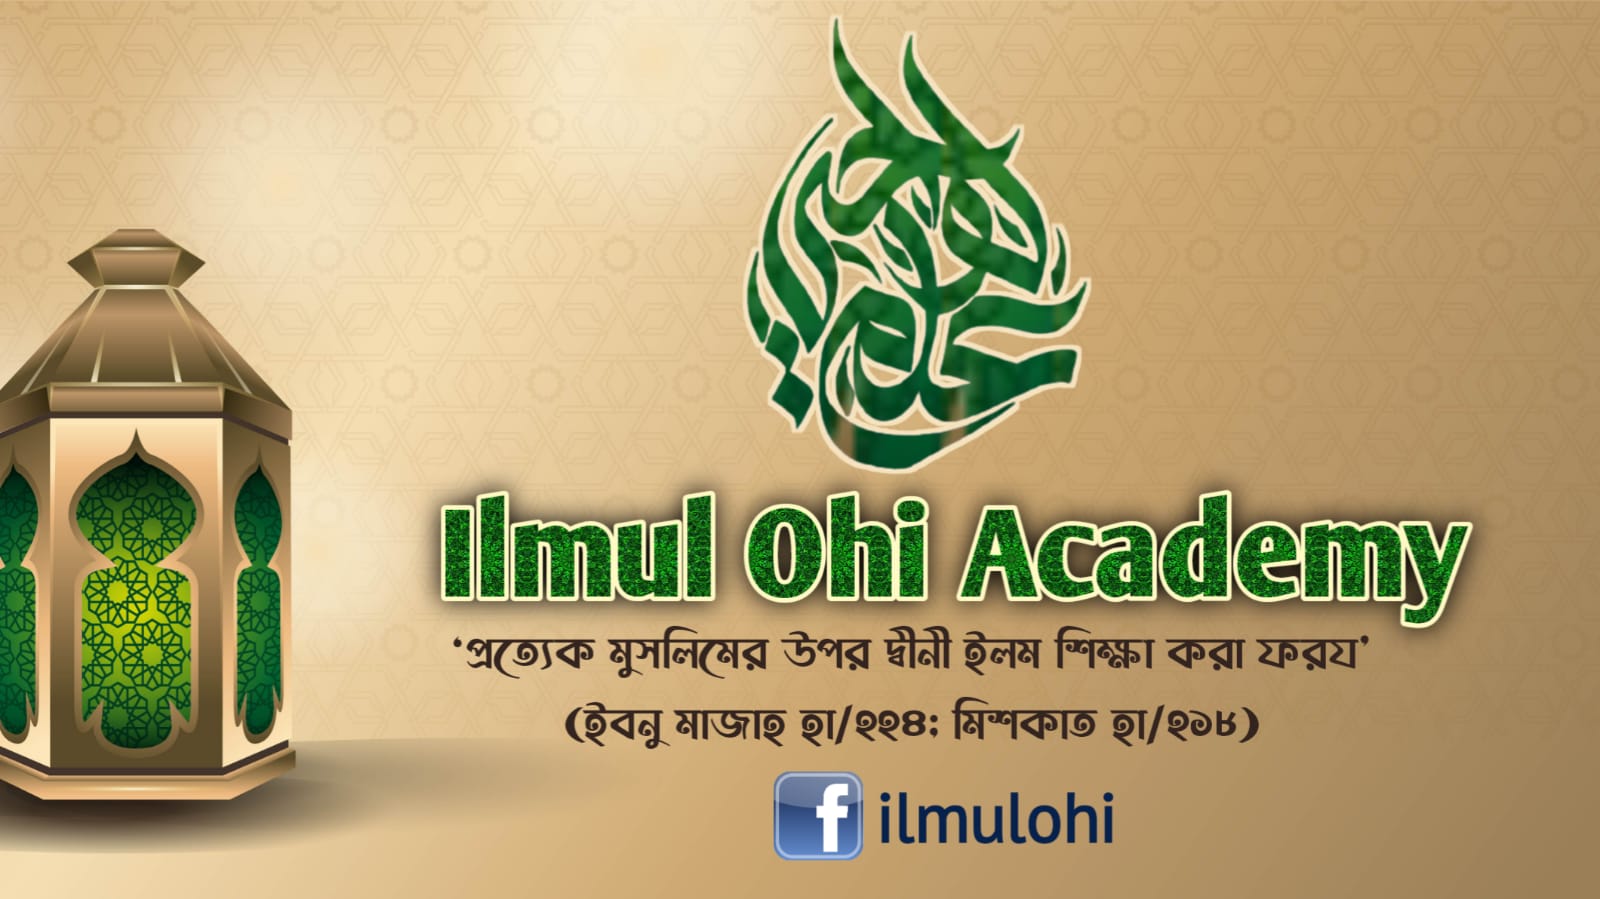 Ilmul Ohi Academy
‘প্রত্যেক মুসলিমের উপর দ্বীনী ইলম শিক্ষা করা ফরয’
(ইবনু মাজাহ হা/২২৪; মিশকাত হা/২১৮)
f ilmulohi